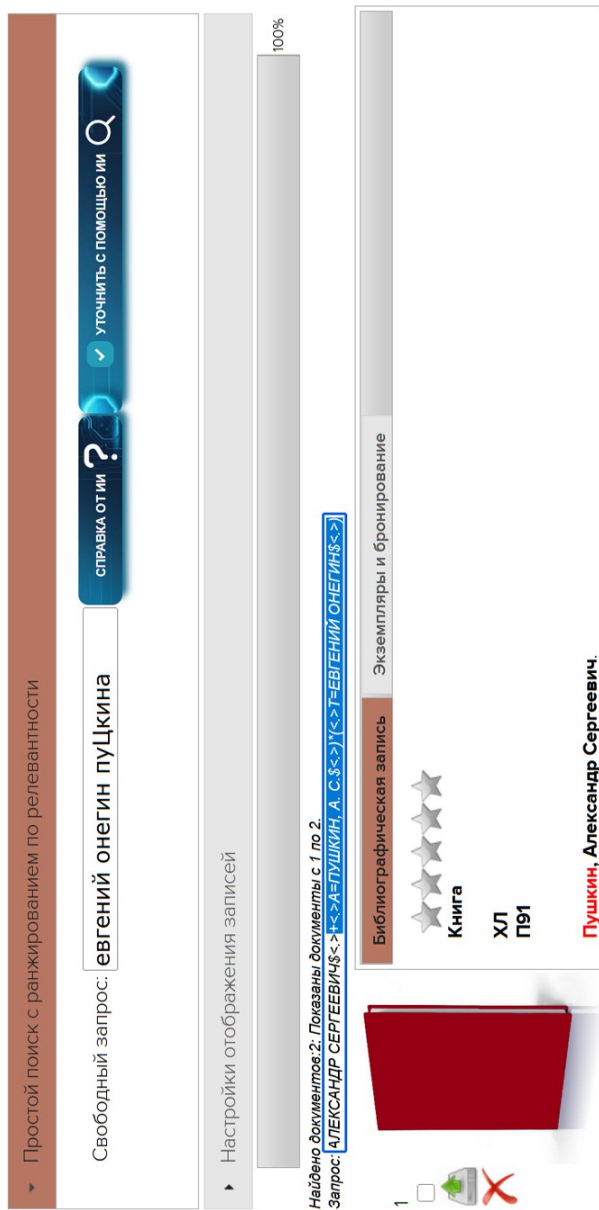 Простой поиск с ранжированием по релевантности
Свободный запрос: евгений онегин пуЦкина СПРАВКА ОТ ИИ ? УТОЧНИТЬ С ПОМОЩЬЮ ИИ
Настройки отображения записей
100%
Найдено документов:2; Показаны документы с 1 по 2.
Запрос: АЛЕКСАНДР СЕРГЕЕВИЧ$<.>+<.>A=ПУШКИН, А. С.$<.>)*(<.>T=ЕВГЕНИЙ ОНЕГИН$<.>)
1
Библиографическая запись Экземпляры и бронирование
Книга
ХЛ
П91
Пушкин, Александр Сергеевич.